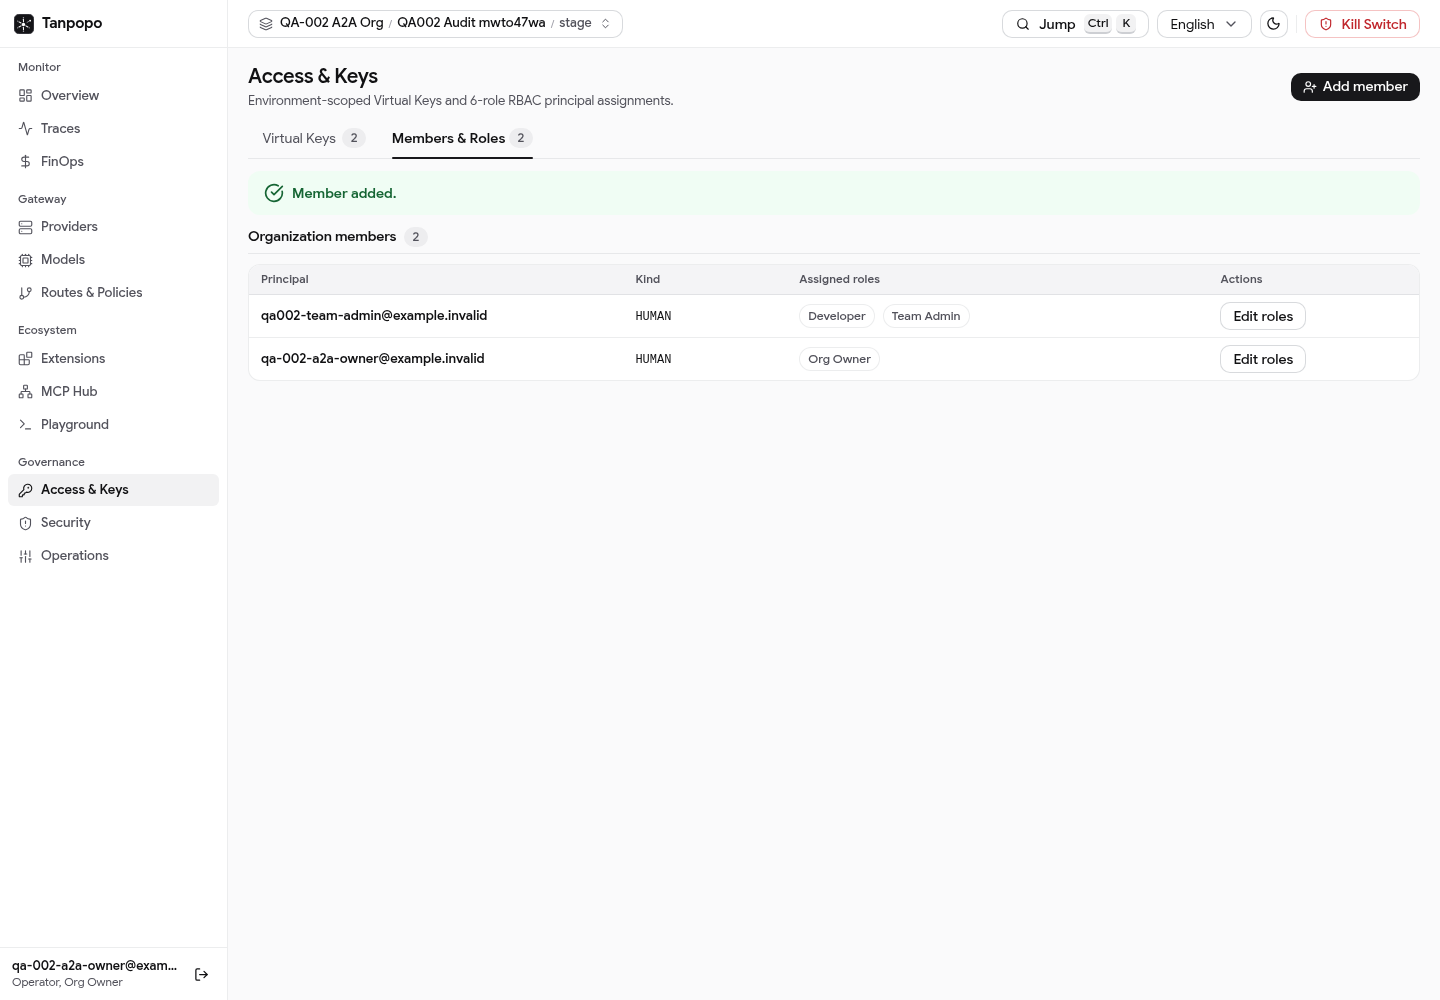 Tanpopo
QA-002 A2A Org / QA002 Audit mwto47wa / stage
Jump Ctrl K
English
Kill Switch
Monitor
Overview
Traces
FinOps
Gateway
Providers
Models
Routes & Policies
Ecosystem
Extensions
MCP Hub
Playground
Governance
Access & Keys
Security
Operations
qa-002-a2a-owner@exam...
Operator, Org Owner
Access & Keys
Environment-scoped Virtual Keys and 6-role RBAC principal assignments.
Add member
Virtual Keys 2 Members & Roles 2
Member added.
Organization members 2
Principal Kind Assigned roles Actions
qa002-team-admin@example.invalid HUMAN Developer Team Admin Edit roles
qa-002-a2a-owner@example.invalid HUMAN Org Owner Edit roles